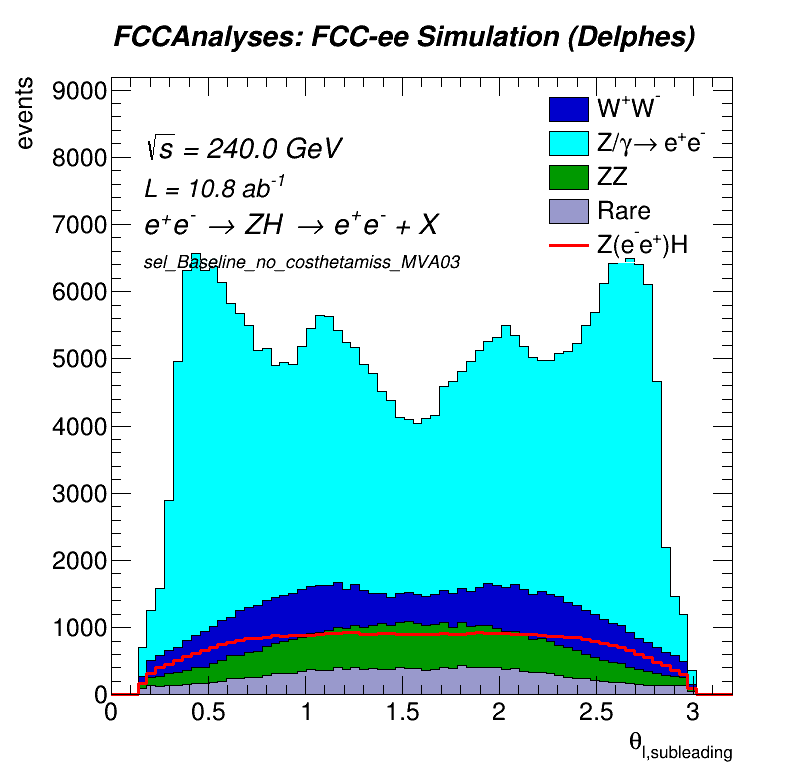 FCCAnalyses: FCC-ee Simulation (Delphes)
events
9000
8000
7000
6000
5000
4000
3000
2000
1000
0
√s = 240.0 GeV
L = 10.8 ab⁻¹
e⁺e⁻ → ZH → e⁺e⁻ + X
sel_Baseline_no_costhetamiss_MVA03
W⁺W⁻
Z/γ→ e⁺e⁻
ZZ
Rare
Z(e⁻e⁺)H
0 0.5 1 1.5 2 2.5 3
θl,subleading